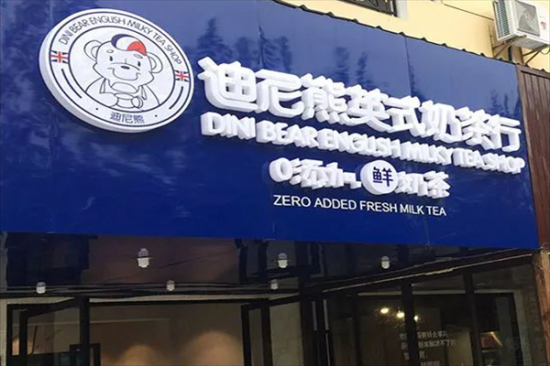 DINI BEAR ENGLISH MILKY TEA SHOP
迪尼熊
迪尼熊英式奶茶行
DINI BEAR ENGLISH MILKY TEA SHOP
0添加鲜奶茶
ZERO ADDED FRESH MILK TEA